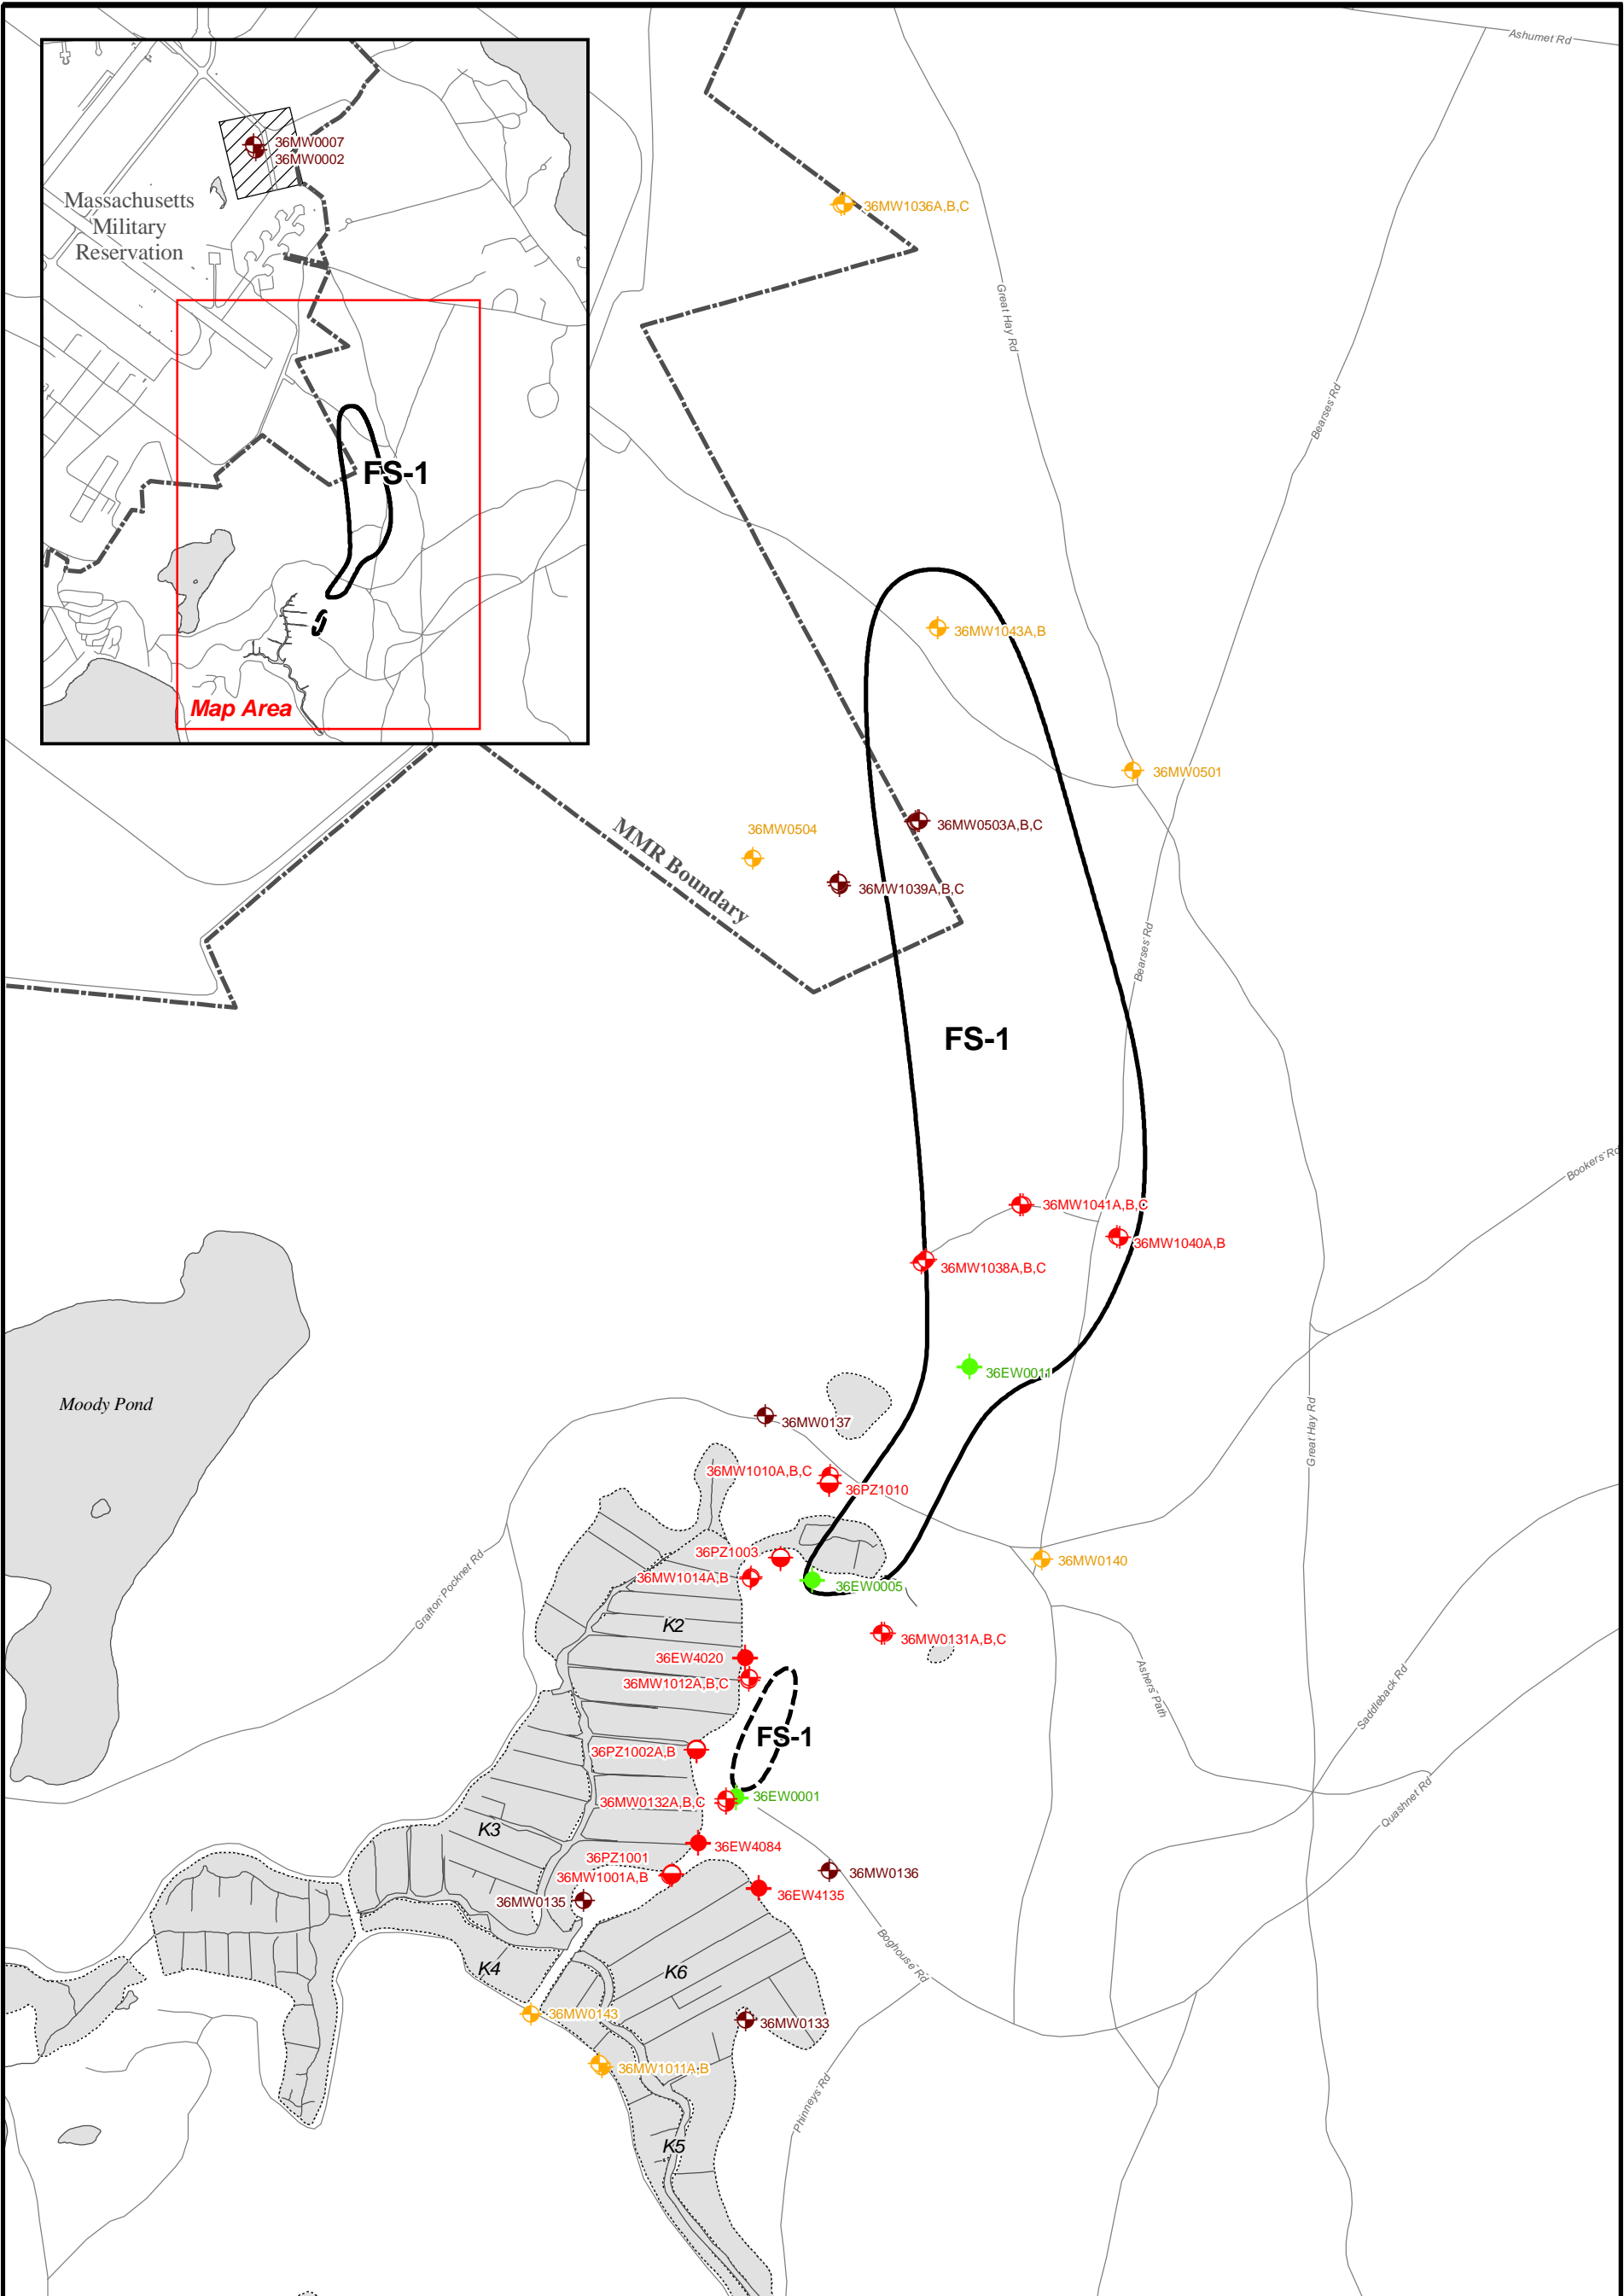 Ashumet Rd
36MW0007
36MW0002
Massachusetts
Military
Reservation
FS-1
Map Area
36MW1036A,B,C
Great Hay Rd
Bearses Rd
36MW1043A,B
36MW0501
36MW0503A,B,C
36MW0504
MMR Boundary
36MW1039A,B,C
Bearses Rd
FS-1
Bookers Rd
36MW1041A,B,C
36MW1040A,B
36MW1038A,B,C
36EW0011
Moody Pond
36MW0137
Great Hay Rd
36MW1010A,B,C
36PZ1010
36PZ1003
36MW0140
36MW1014A,B
36EW0005
Grafton Pocknet Rd
K2
36MW0131A,B,C
36EW4020
36MW1012A,B,C
Ashers Path
Saddleback Rd
FS-1
36PZ1002A,B
36EW0001
36MW0132A,B,C
Quashnet Rd
K3
36EW4084
36PZ1001
36MW1001A,B
36MW0136
36EW4135
36MW0135
Boghouse Rd
K4
K6
36MW0143
36MW0133
36MW1011A,B
Phinneys Rd
K5